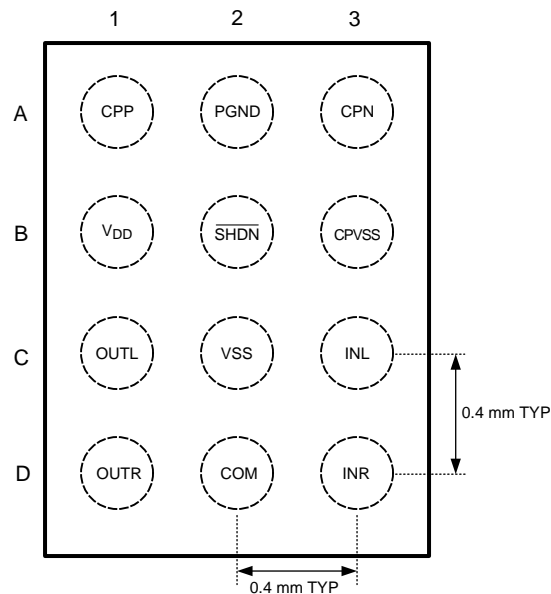 1 2 3
A CPP PGND CPN
B VDD SHDN CPVSS
C OUTL VSS INL
0.4 mm TYP
D OUTR COM INR
0.4 mm TYP